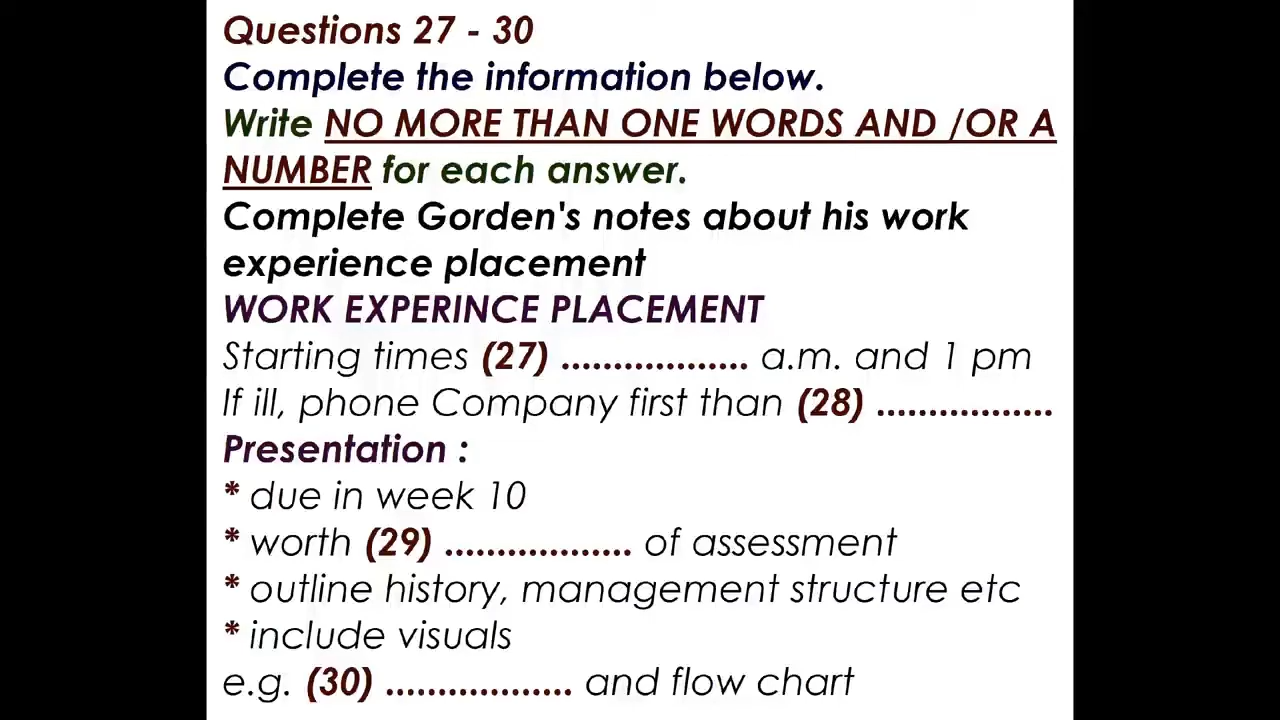 Questions 27 - 30
Complete the information below.
Write NO MORE THAN ONE WORDS AND /OR A
NUMBER for each answer.
Complete Gorden's notes about his work
experience placement
WORK EXPERINCE PLACEMENT
Starting times (27) .................. a.m. and 1 pm
If ill, phone Company first than (28) .................
Presentation :
* due in week 10
* worth (29) .................. of assessment
* outline history, management structure etc
* include visuals
e.g. (30) .................. and flow chart